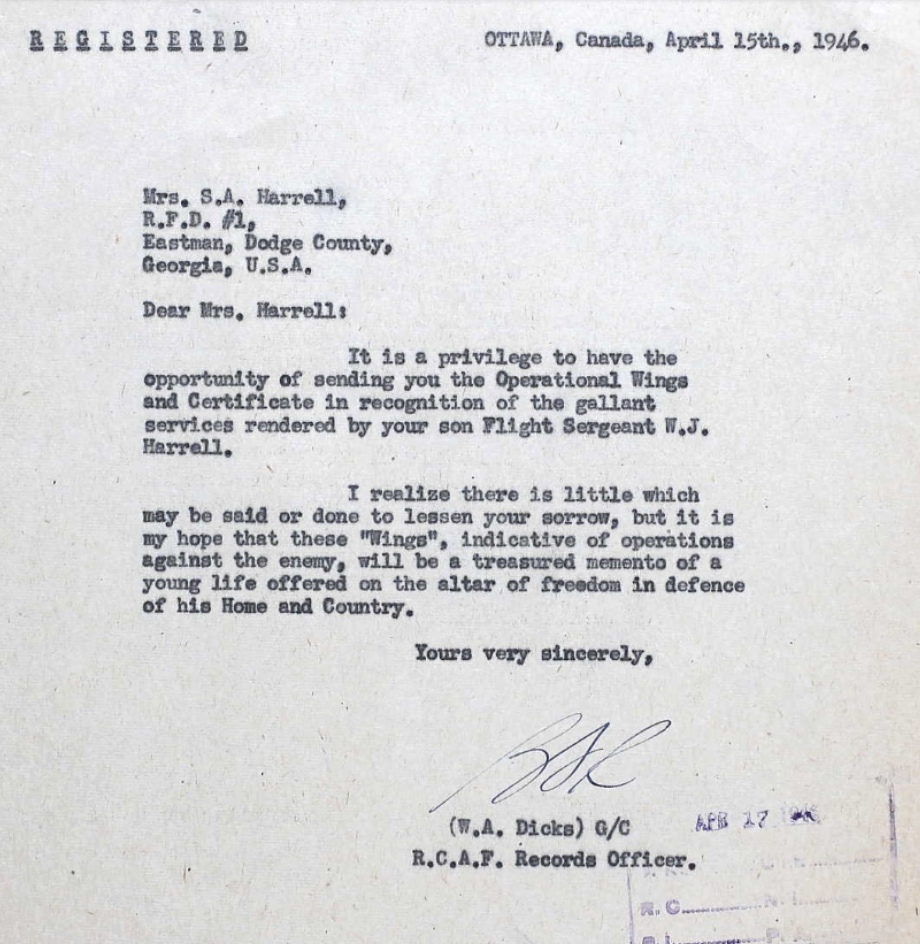 REGISTERED OTTAWA, Canada, April 15th., 1946.
Mrs. S.A. Harrell,
R.F.D. #1,
Eastman, Dodge County,
Georgia, U.S.A.
Dear Mrs. Harrell:
It is a privilege to have the
opportunity of sending you the Operational Wings
and Certificate in recognition of the gallant
services rendered by your son Flight Sergeant W.J.
Harrell.
I realize there is little which
may be said or done to lessen your sorrow, but it is
my hope that these "Wings", indicative of operations
against the enemy, will be a treasured memento of a
young life offered on the altar of freedom in defence
of his Home and Country.
Yours very sincerely,
(W.A. Dicks) G/C
APR 17
R.C.A.F. Records Officer.
R.C.